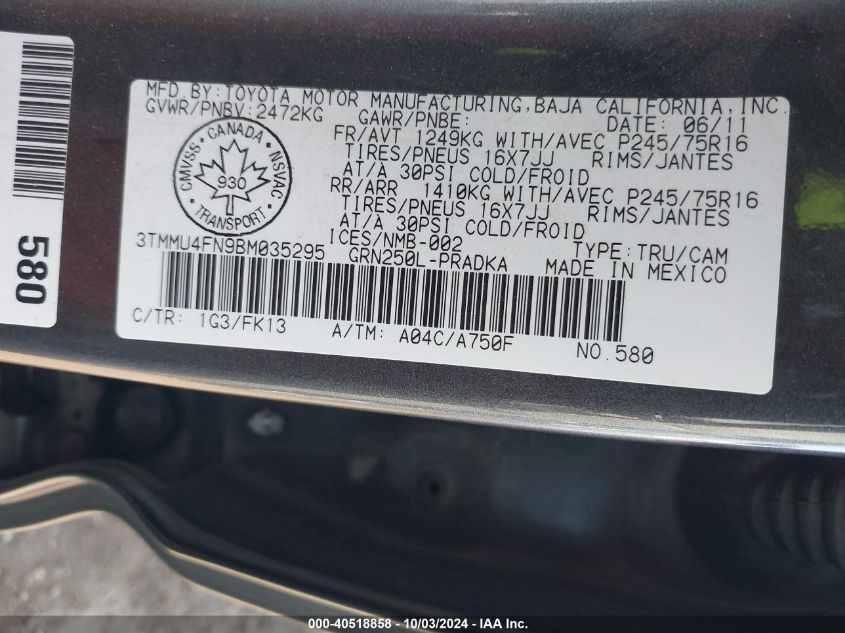 MFD.BY:TOYOTA MOTOR MANUFACTURING,BAJA CALIFORNIA,INC.
GVWR/PNBV:2472KG GAWR/PNBE: DATE: 06/11
FR/AVT 1249KG WITH/AVEC P245/75R16
TIRES/PNEUS 16X7JJ RIMS/JANTES
AT/A 30PSI COLD/FROID
RR/ARR 1410KG WITH/AVEC P245/75R16
TIRES/PNEUS 16X7JJ RIMS/JANTES
AT/A 30PSI COLD/FROID
CANADA
CMVSS 930 NSVAC
TRANSPORT
ICES/NMB-002 TYPE:TRU/CAM
3TMMU4FN9BM035295 GRN250L-PRADKA MADE IN MEXICO
C/TR: 1G3/FK13 A/TM: A04C/A750F NO.580
580
000-40518858 - 10/03/2024 - IAA.